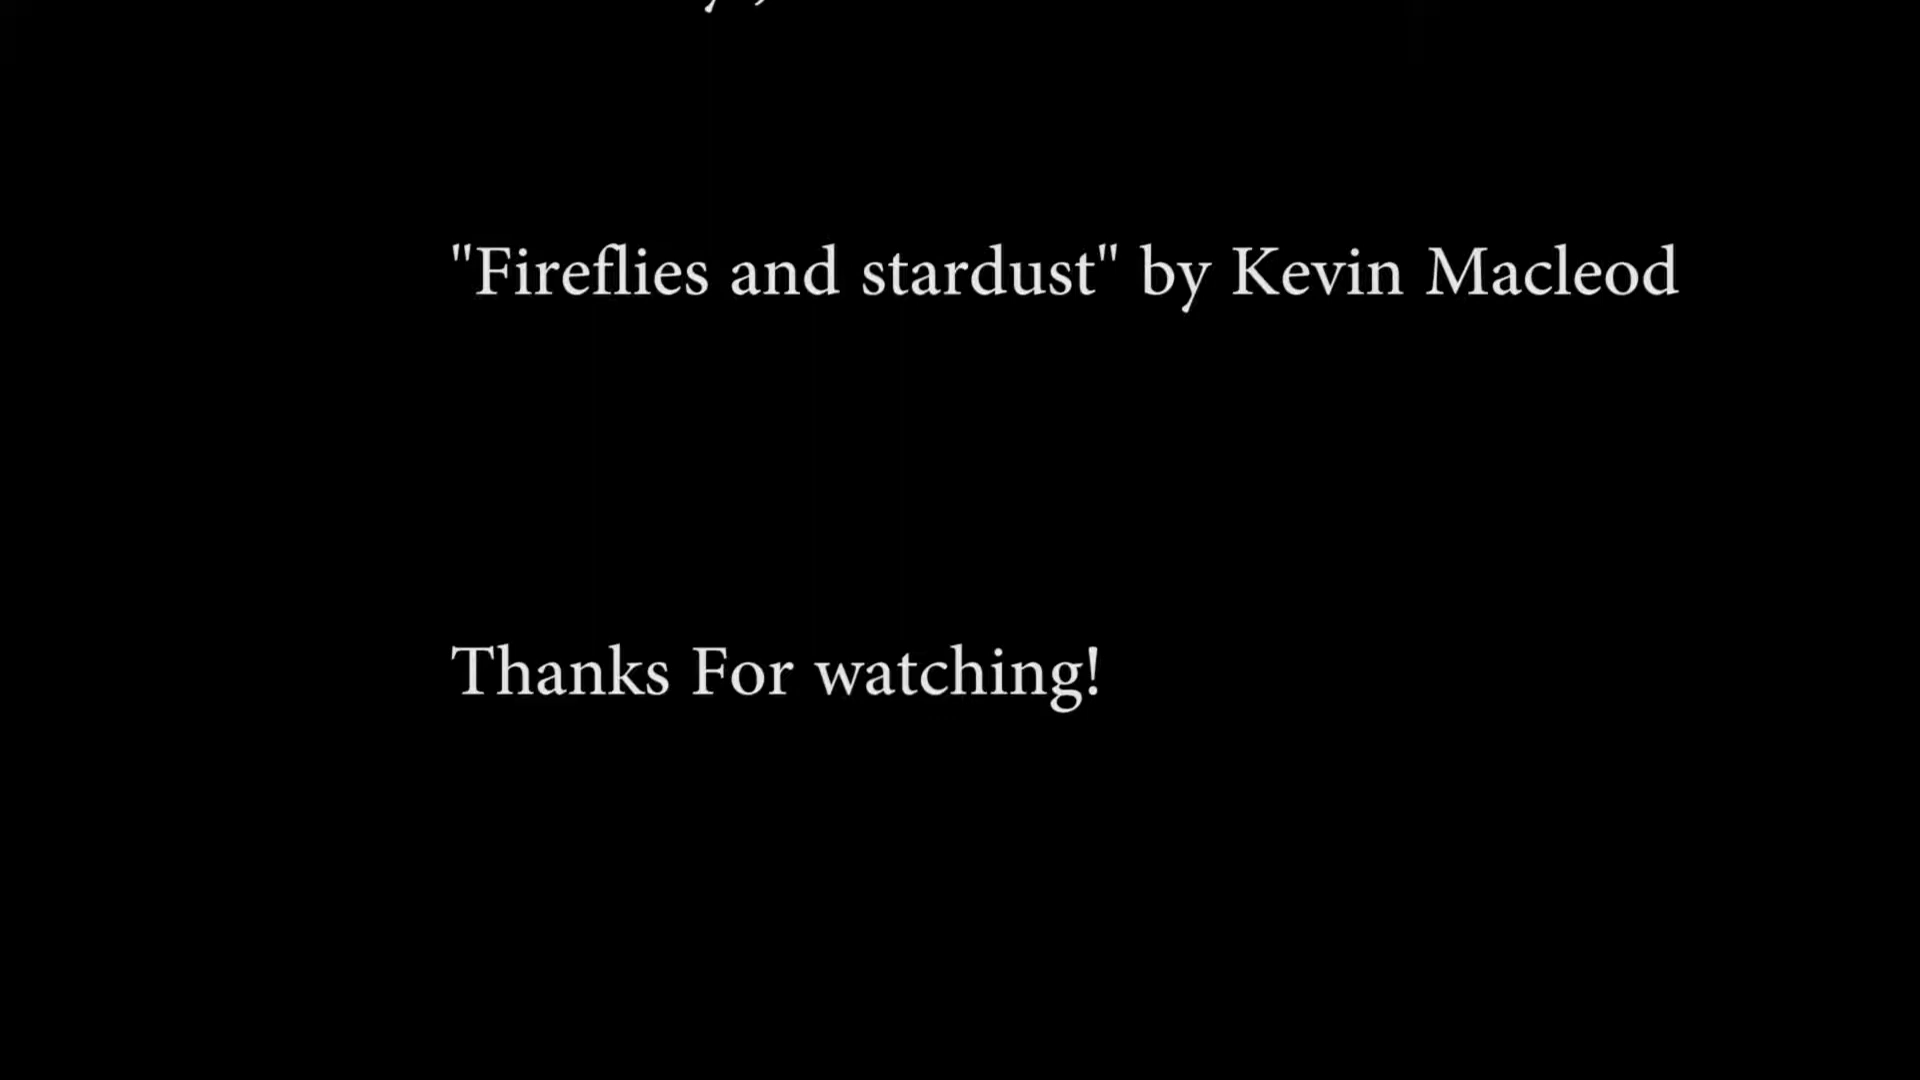 "Fireflies and stardust" by Kevin Macleod
Thanks For watching!